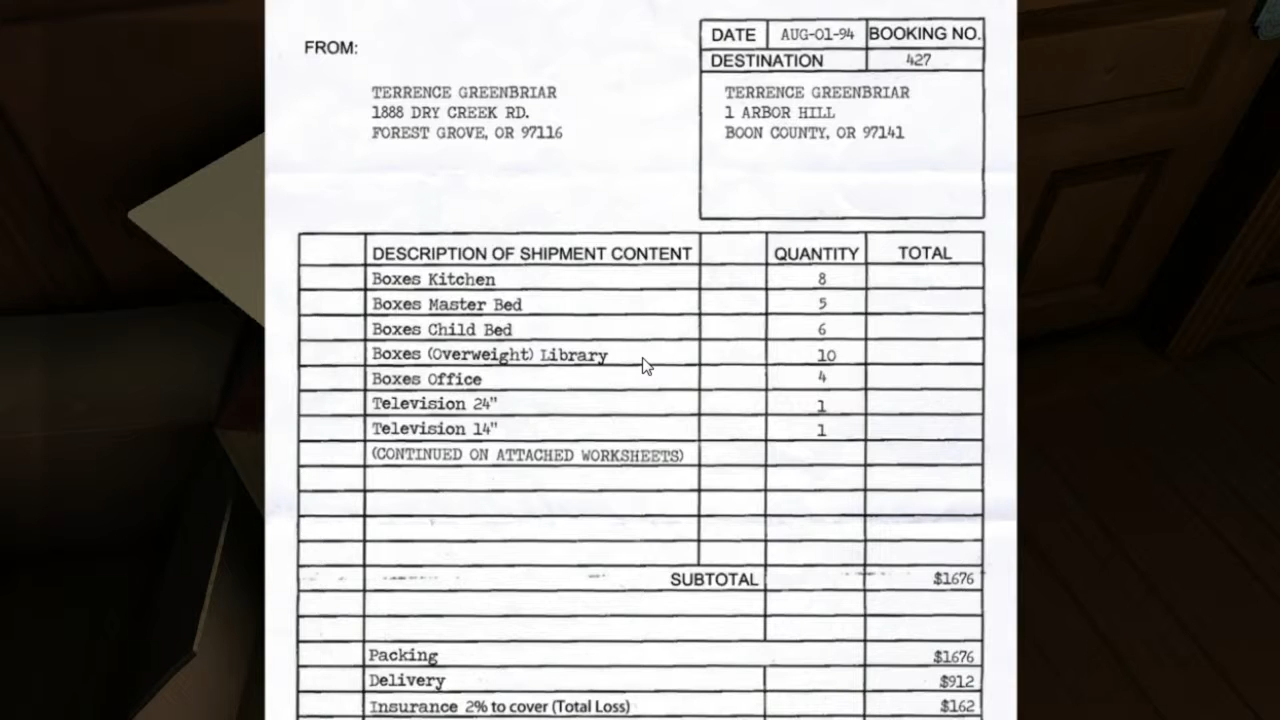 FROM:
TERRENCE GREENBRIAR
1888 DRY CREEK RD.
FOREST GROVE, OR 97116
DATE AUG-01-94 BOOKING NO.
DESTINATION 427
TERRENCE GREENBRIAR
1 ARBOR HILL
BOON COUNTY, OR 97141
DESCRIPTION OF SHIPMENT CONTENT QUANTITY TOTAL
Boxes Kitchen 8
Boxes Master Bed 5
Boxes Child Bed 6
Boxes (Overweight) Library 10
Boxes Office 4
Television 24" 1
Television 14" 1
(CONTINUED ON ATTACHED WORKSHEETS)
SUBTOTAL $1676
Packing $1676
Delivery $912
Insurance 2% to cover (Total Loss) $162